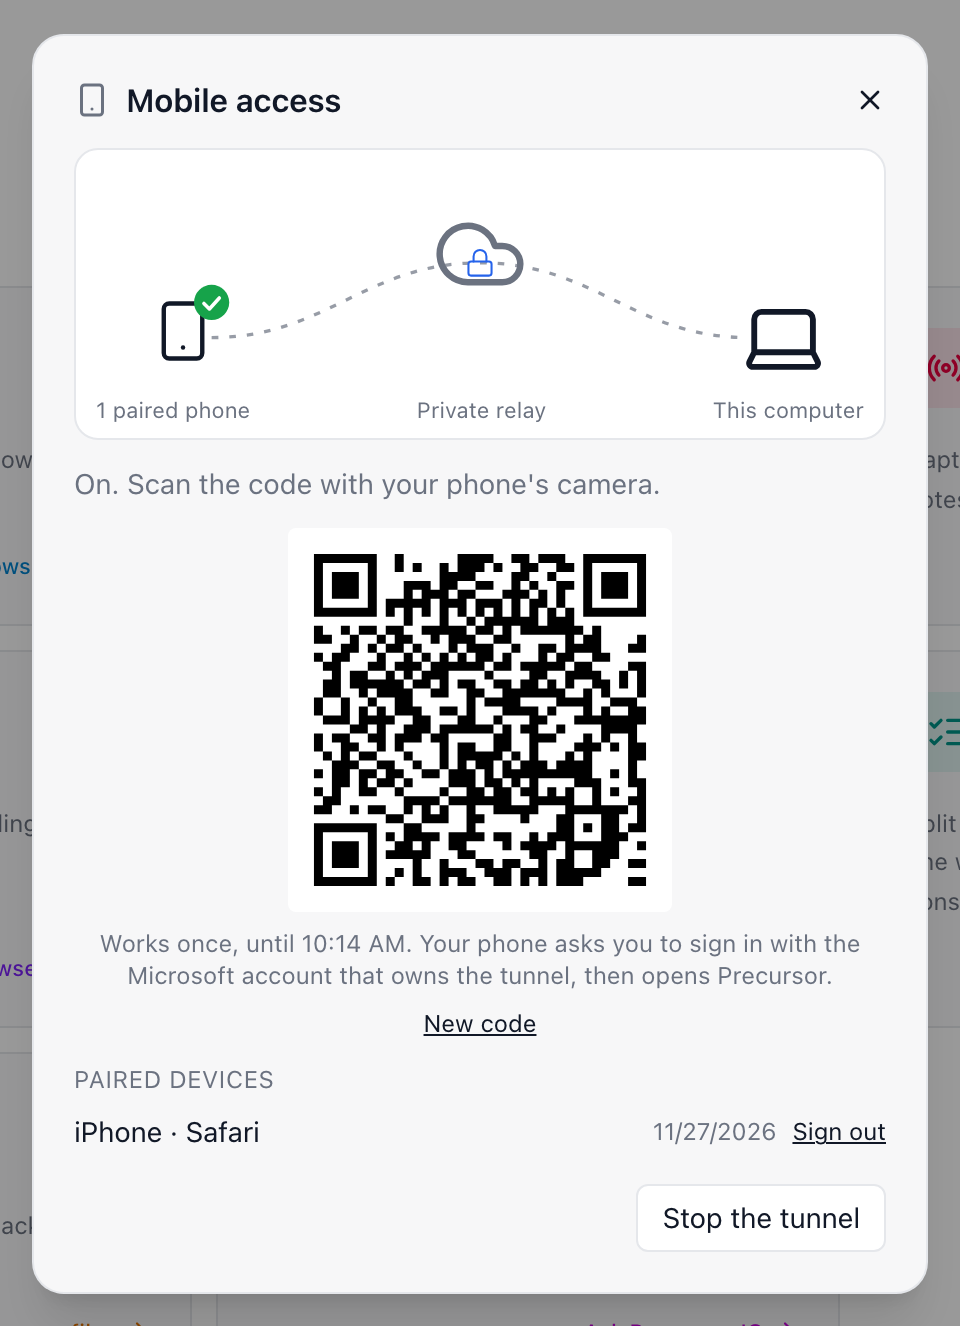 Mobile access
1 paired phone
Private relay
This computer
On. Scan the code with your phone's camera.
Works once, until 10:14 AM. Your phone asks you to sign in with the
Microsoft account that owns the tunnel, then opens Precursor.
New code
PAIRED DEVICES
iPhone · Safari
11/27/2026 Sign out
Stop the tunnel